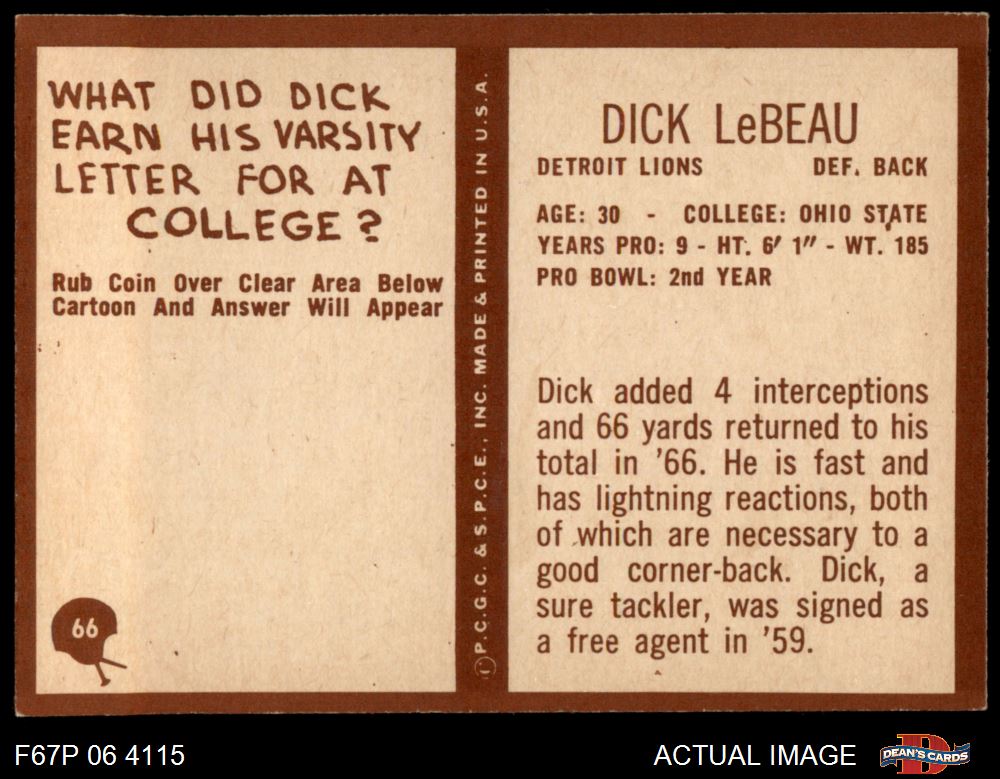 WHAT DID DICK
EARN HIS VARSITY
LETTER FOR AT
COLLEGE?
Rub Coin Over Clear Area Below
Cartoon And Answer Will Appear
66
©P.C.G.C. & S.P.C.E., INC. MADE & PRINTED IN U.S.A.
DICK LeBEAU
DETROIT LIONS DEF. BACK
AGE: 30 - COLLEGE: OHIO STATE
YEARS PRO: 9 - HT. 6' 1" - WT. 185
PRO BOWL: 2nd YEAR
Dick added 4 interceptions
and 66 yards returned to his
total in '66. He is fast and
has lightning reactions, both
of which are necessary to a
good corner-back. Dick, a
sure tackler, was signed as
a free agent in '59.
F67P 06 4115
ACTUAL IMAGE
DEAN'S CARDS